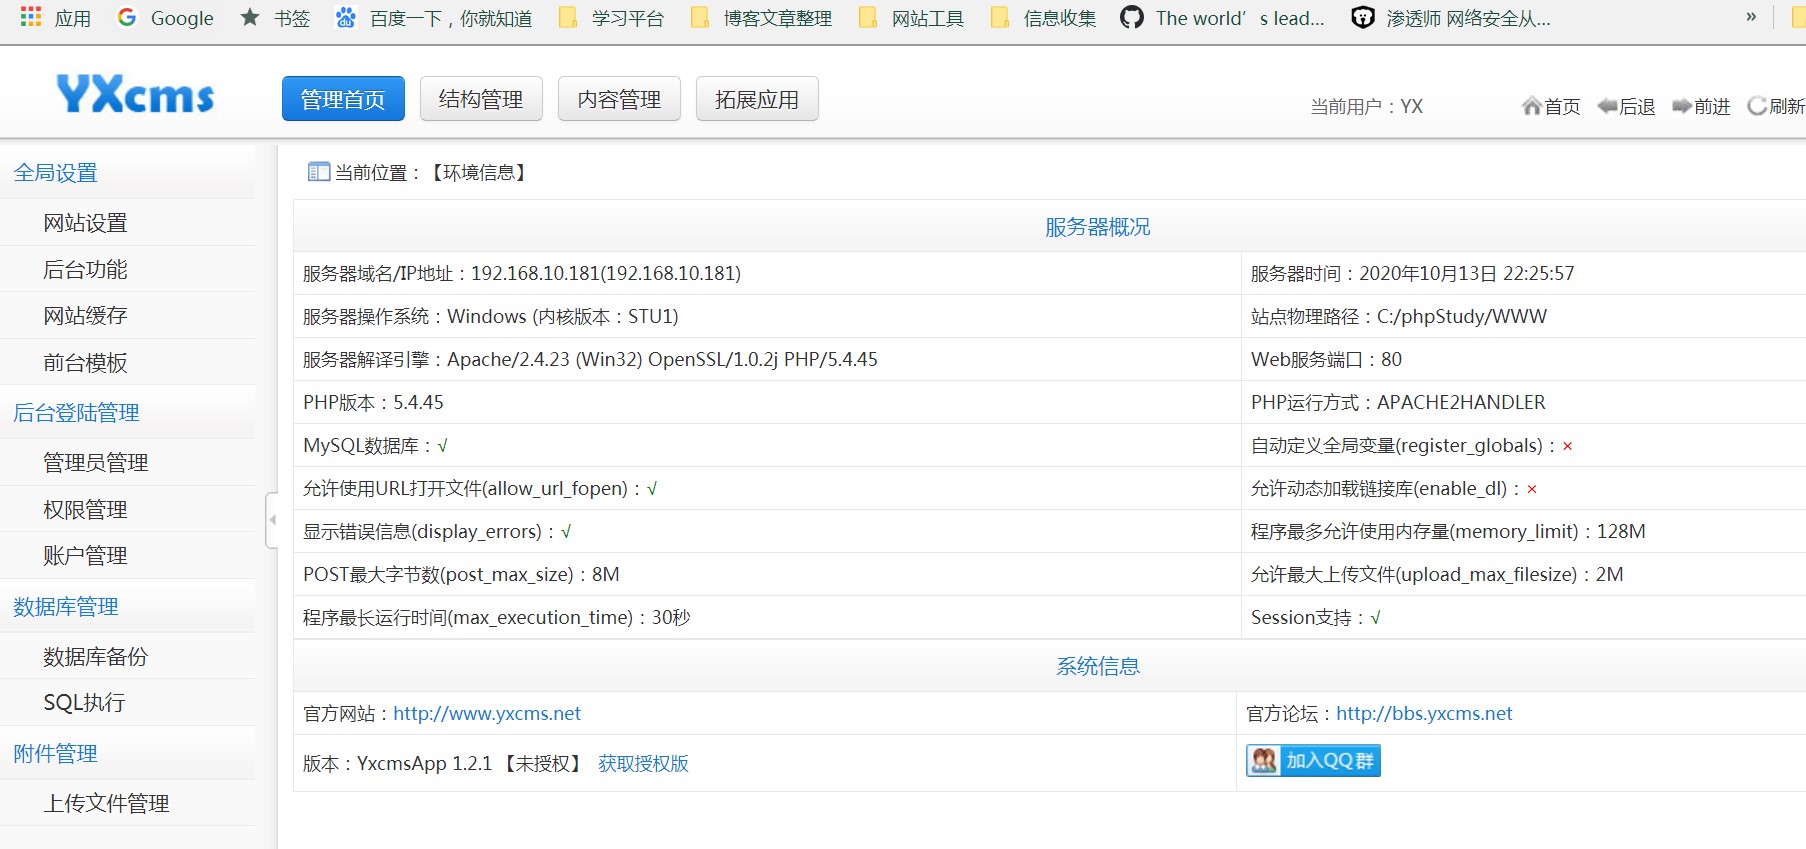 应用 Google 书签 百度一下，你就知道 学习平台 博客文章整理 网站工具 信息收集 The world's lead... 渗透师 网络安全从... »
YXcms 管理首页 结构管理 内容管理 拓展应用 当前用户：YX 首页 后退 前进 刷新
全局设置
网站设置
后台功能
网站缓存
前台模板
后台登陆管理
管理员管理
权限管理
账户管理
数据库管理
数据库备份
SQL执行
附件管理
上传文件管理
当前位置：【环境信息】
服务器概况
服务器域名/IP地址：192.168.10.181(192.168.10.181) 服务器时间：2020年10月13日 22:25:57
服务器操作系统：Windows (内核版本：STU1) 站点物理路径：C:/phpStudy/WWW
服务器解译引擎：Apache/2.4.23 (Win32) OpenSSL/1.0.2j PHP/5.4.45 Web服务端口：80
PHP版本：5.4.45 PHP运行方式：APACHE2HANDLER
MySQL数据库：√ 自动定义全局变量(register_globals)：×
允许使用URL打开文件(allow_url_fopen)：√ 允许动态加载链接库(enable_dl)：×
显示错误信息(display_errors)：√ 程序最多允许使用内存量(memory_limit)：128M
POST最大字节数(post_max_size)：8M 允许最大上传文件(upload_max_filesize)：2M
程序最长运行时间(max_execution_time)：30秒 Session支持：√
系统信息
官方网站：http://www.yxcms.net 官方论坛：http://bbs.yxcms.net
版本：YxcmsApp 1.2.1 【未授权】 获取授权版 加入QQ群